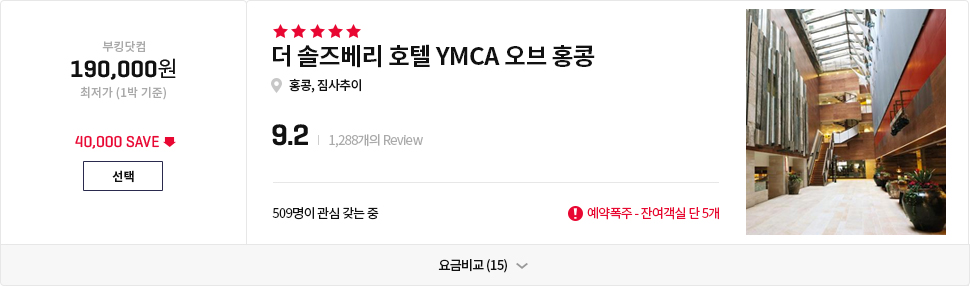 부킹닷컴
190,000원
최저가 (1박 기준)
40,000 SAVE
선택
더 솔즈베리 호텔 YMCA 오브 홍콩
홍콩, 짐사추이
9.2
1,288개의 Review
509명이 관심 갖는 중
예약폭주 - 잔여객실 단 5개
요금비교 (15)